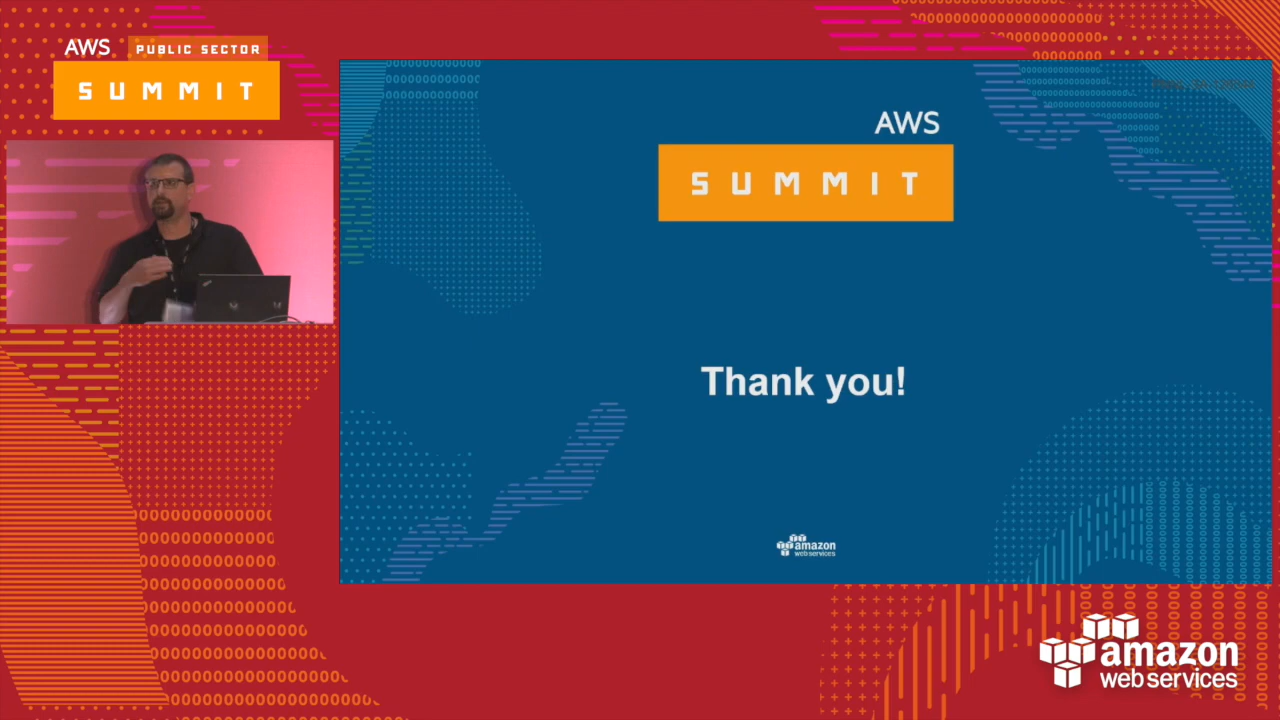 AWS PUBLIC SECTOR
SUMMIT
AWS
SUMMIT
Thank you!
amazon
web services
amazon
web services